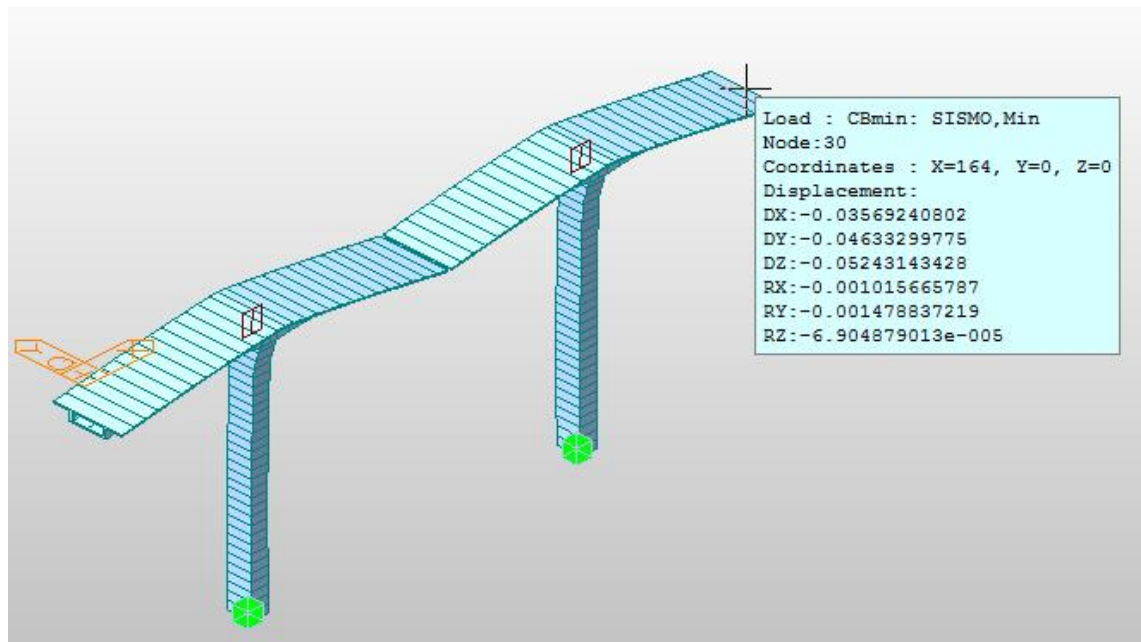 Load : CBmin: SISMO,Min
Node:30
Coordinates : X=164, Y=0, Z=0
Displacement:
DX:-0.03569240802
DY:-0.04633299775
DZ:-0.05243143428
RX:-0.001015665787
RY:-0.001478837219
RZ:-6.904879013e-005